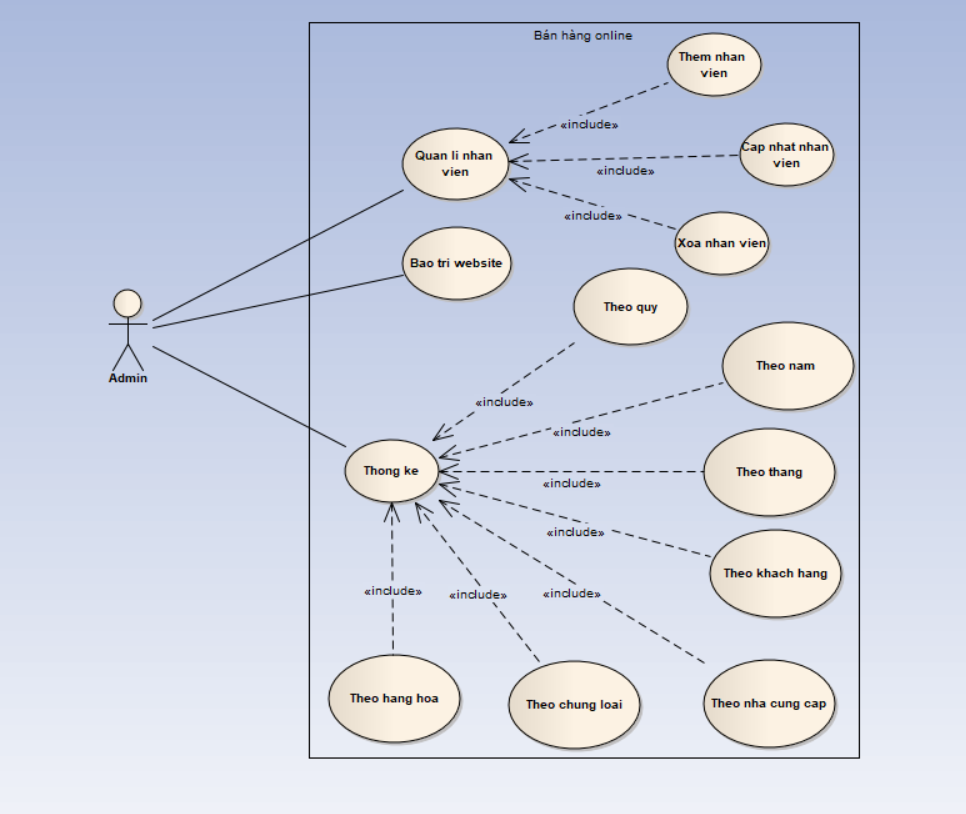 Bán hàng online
Them nhan
vien
«include»
Cap nhat nhan
vien
Quan li nhan
vien
«include»
«include»
Xoa nhan vien
Bao tri website
Theo quy
Admin
Theo nam
«include»
«include»
Thong ke
Theo thang
«include»
«include»
Theo khach hang
«include»
«include»
«include»
Theo hang hoa
Theo chung loai
Theo nha cung cap